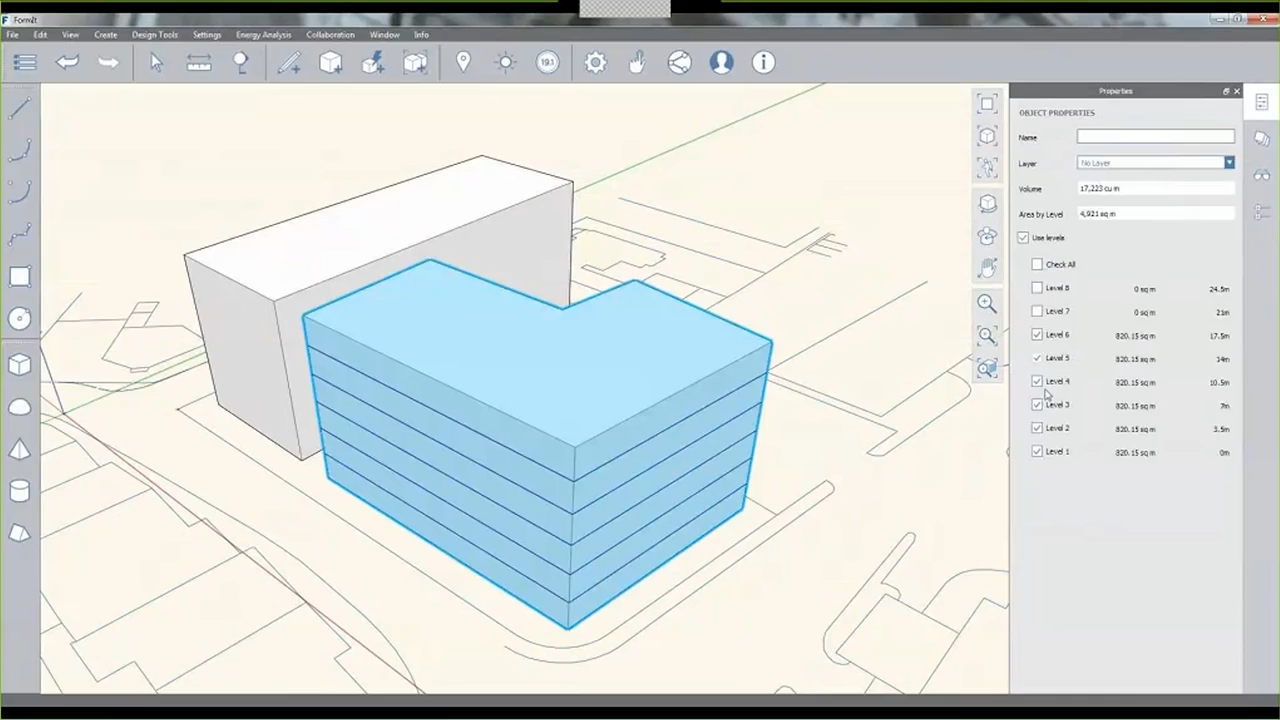 FormIt
File Edit View Create Design Tools Settings Energy Analysis Collaboration Window Info
19.1
Properties
OBJECT PROPERTIES
Name
Layer No Layer
Volume 17,223 cu m
Area by Level 4,921 sq m
Use levels
Check All
Level 8 0 sq m 24.5m
Level 7 0 sq m 21m
Level 6 820.15 sq m 17.5m
Level 5 820.15 sq m 14m
Level 4 820.15 sq m 10.5m
Level 3 820.15 sq m 7m
Level 2 820.15 sq m 3.5m
Level 1 820.15 sq m 0m